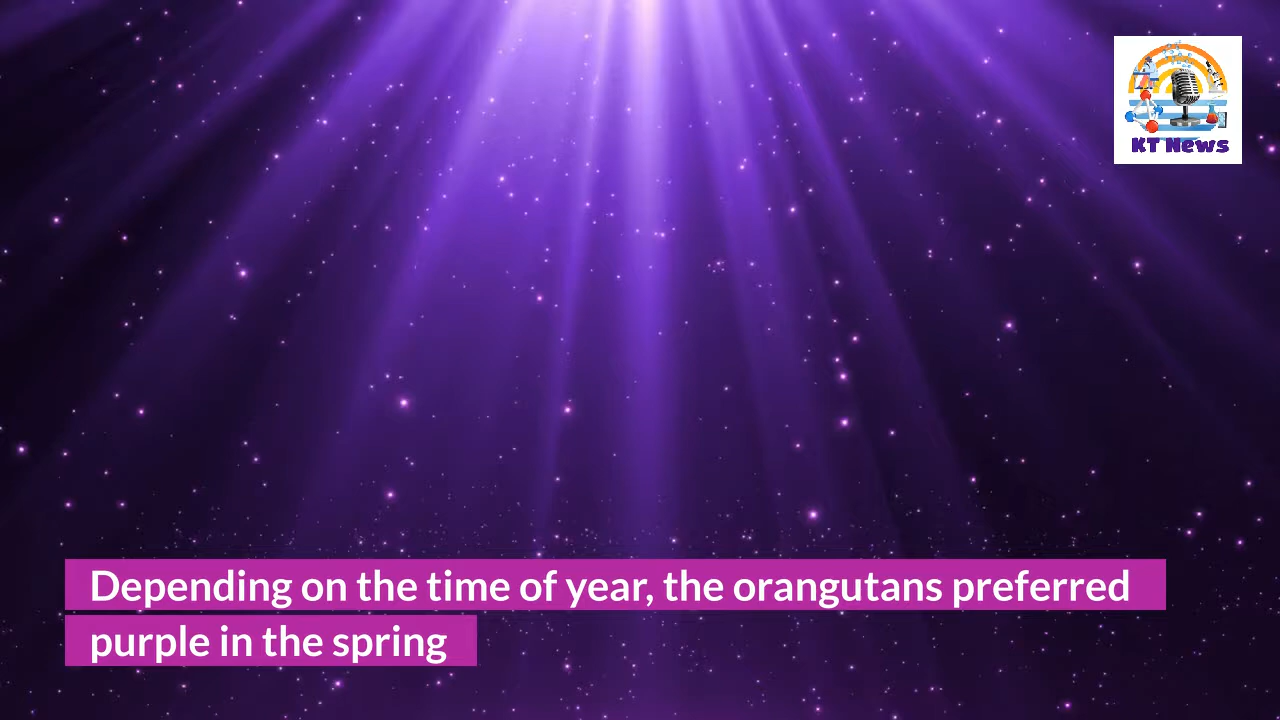 KT News
Depending on the time of year, the orangutans preferred
purple in the spring